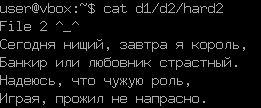 user@vbox:~$ cat d1/d2/hard2
File 2 ^_^
Сегодня нищий, завтра я король,
Банкир или любовник страстный.
Надеюсь, что чужую роль,
Играя, прожил не напрасно.